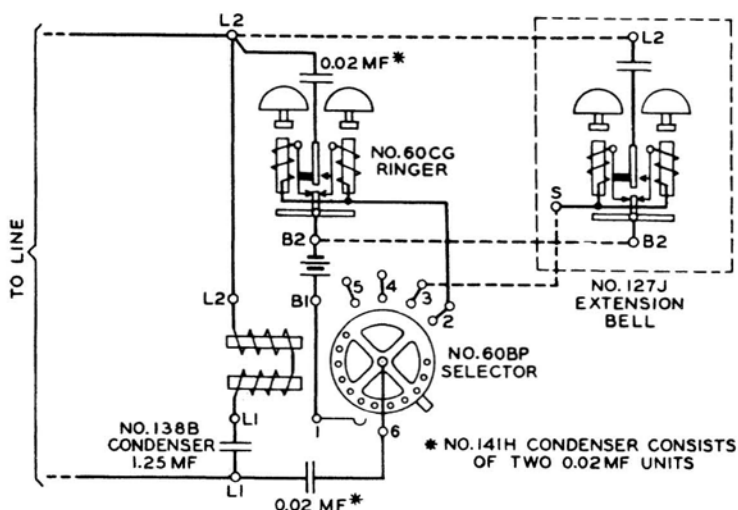 L2
L2
0.02 MF*
NO. 60CG
RINGER
TO LINE
S
B2
B2
NO. 127J
EXTENSION
BELL
5
4
3
2
L2
B1
NO. 60BP
SELECTOR
L1
1
6
NO. 138B
CONDENSER
1.25 MF
L1
0.02 MF*
* NO. 141H CONDENSER CONSISTS
OF TWO 0.02 MF UNITS